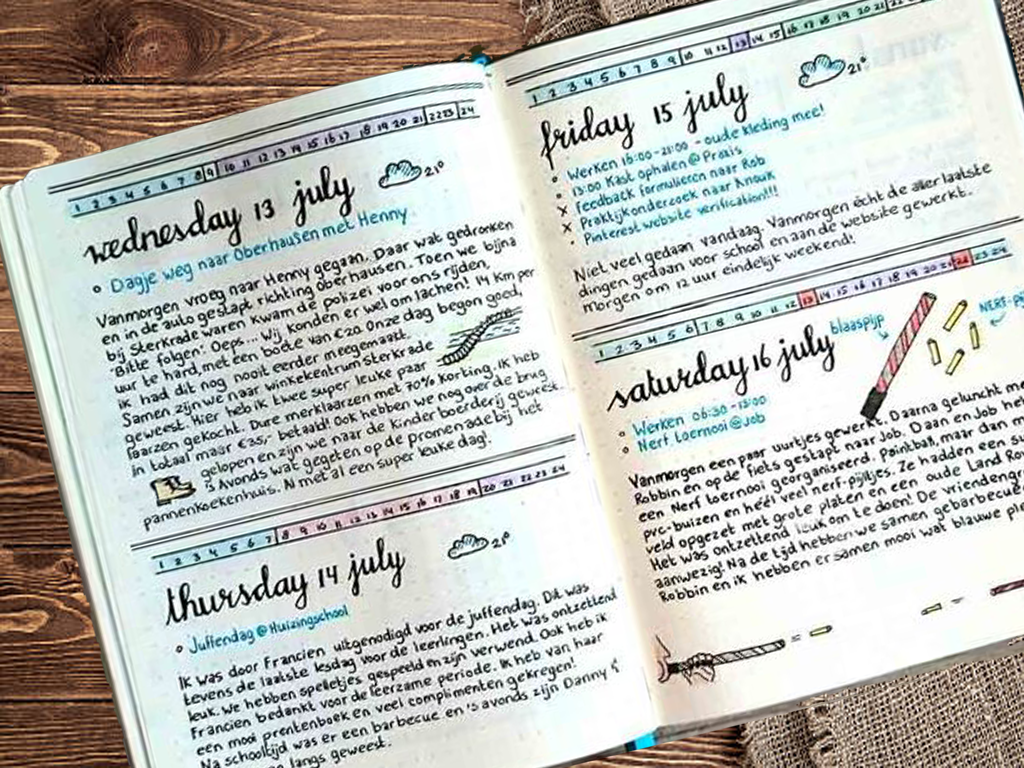 1 2 3 4 5 6 7 8 9 10 11 12 13 14 15 16 17 18 19 20 21 22 23 24
wednesday 13 july
21°
Dagje weg naar Oberhausen met Henny
Vanmorgen vroeg naar Henny gegaan. Daar wat gedronken
en in de auto gestapt richting oberhausen. Toen we bijna
bij Sterkrade waren kwam de polizei voor ons rijden,
'Bitte folgen'. Oeps... Wij konden er wel om lachen! 14 km per
uur te hard, met een boete van €20. Onze dag begon goed,
ik had dit nog nooit eerder meegemaakt.
Samen zijn we naar winkelcentrum Sterkrade
geweest. Hier heb ik twee super leuke paar
laarzen gekocht. Dure merklaarzen met 70% korting. Ik heb
in totaal maar €35,- betaald! Ook hebben we nog over de brug
gelopen en zijn we naar de kinderboerderij geweest.
's Avonds wat gegeten op de promenade bij het
pannenkoekenhuis. Al met al een super leuke dag!
1 2 3 4 5 6 7 8 9 10 11 12 13 14 15 16 17 18 19 20 21 22 23 24
thursday 14 july
21°
Juffendag @ Huizingschool
Ik was door Francien uitgenodigd voor de juffendag. Dit was
tevens de laatste lesdag voor de leerlingen. Het was ontzettend
leuk. We hebben spelletjes gespeeld en zijn verwend. Ook heb ik
Francien bedankt voor de leerzame periode. Ik heb van haar
een mooi prentenboek en veel complimenten gekregen!
Na schooltijd was er een barbecue en 's avonds zijn Danny
langs geweest.
1 2 3 4 5 6 7 8 9 10 11 12 13 14 15 16 17 18 19 20 21
friday 15 july
21°
Werken 16:00-21:00 - oude kleding mee!
13:00 Kast ophalen @ Praxis
Feedback formulieren naar Rob
Praktijkonderzoek naar Anouk
Pinterest website verification!!!
Niet veel gedaan vandaag. Vanmorgen écht de aller laatste
dingen gedaan voor school en aan de website gewerkt.
Morgen om 12 uur eindelijk weekend!
1 2 3 4 5 6 7 8 9 10 11 12 13 14 15 16 17 18 19 20 21 22 23 24
saturday 16 july
blaaspijp
NERF-
Werken 06:30-13:00
Nerf Toernooi @ Job
Vanmorgen een paar uurtjes gewerkt. Daarna geluncht me
Robbin en op de fiets gestapt naar Job. Daan en Job he
een Nerf toernooi georganiseerd. Paintball, maar dan m
pvc-buizen en héél veel nerf-pijltjes. Ze hadden een su
veld opgezet met grote platen en een oude Land Ro
Het was ontzettend leuk om te doen! De vriendengr
aanwezig! Na de tijd hebben we samen gebarbecue
Robbin en ik hebben er samen mooi wat blauwe ple